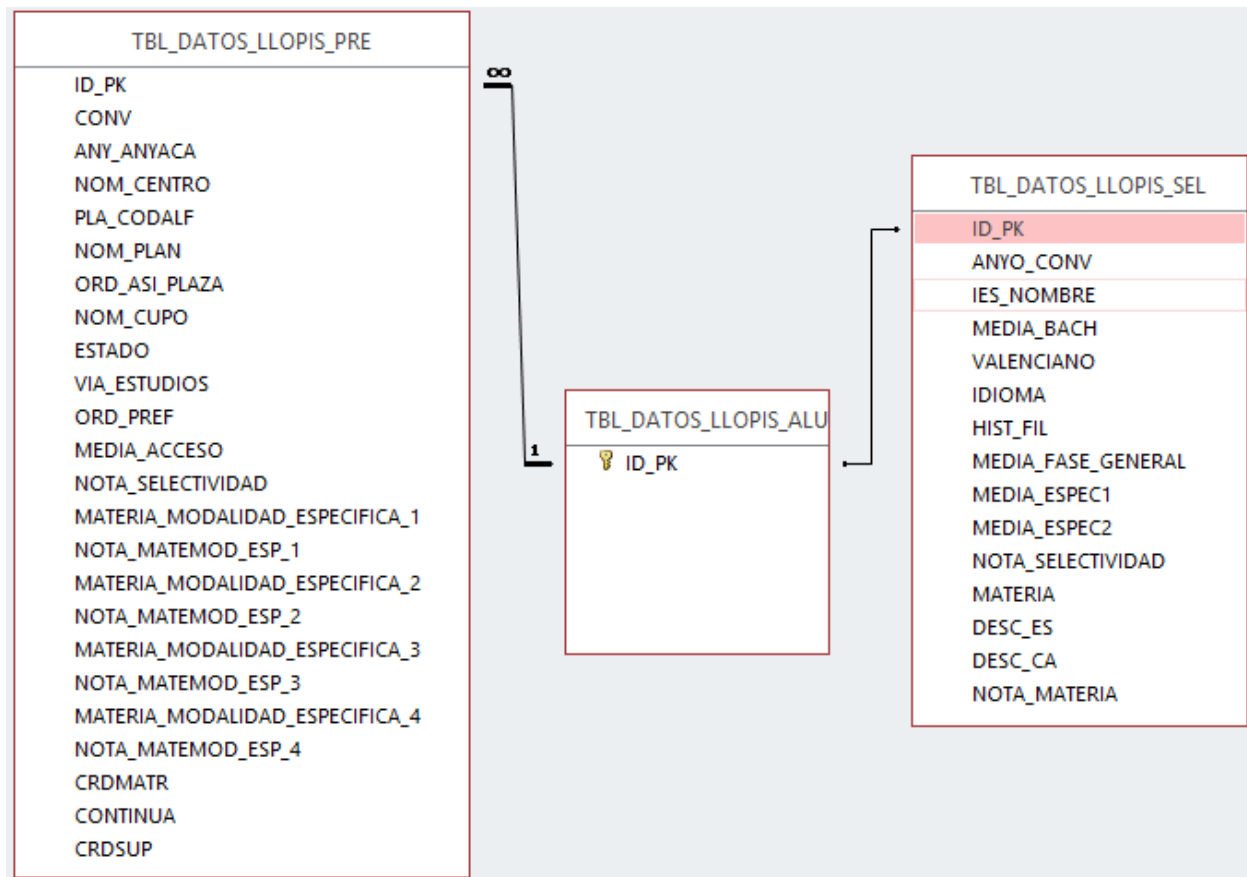 TBL_DATOS_LLOPIS_PRE
ID_PK
CONV
ANY_ANYACA
NOM_CENTRO
PLA_CODALF
NOM_PLAN
ORD_ASI_PLAZA
NOM_CUPO
ESTADO
VIA_ESTUDIOS
ORD_PREF
MEDIA_ACCESO
NOTA_SELECTIVIDAD
MATERIA_MODALIDAD_ESPECIFICA_1
NOTA_MATEMOD_ESP_1
MATERIA_MODALIDAD_ESPECIFICA_2
NOTA_MATEMOD_ESP_2
MATERIA_MODALIDAD_ESPECIFICA_3
NOTA_MATEMOD_ESP_3
MATERIA_MODALIDAD_ESPECIFICA_4
NOTA_MATEMOD_ESP_4
CRDMATR
CONTINUA
CRDSUP
∞
1
TBL_DATOS_LLOPIS_ALU
ID_PK
TBL_DATOS_LLOPIS_SEL
ID_PK
ANYO_CONV
IES_NOMBRE
MEDIA_BACH
VALENCIANO
IDIOMA
HIST_FIL
MEDIA_FASE_GENERAL
MEDIA_ESPEC1
MEDIA_ESPEC2
NOTA_SELECTIVIDAD
MATERIA
DESC_ES
DESC_CA
NOTA_MATERIA